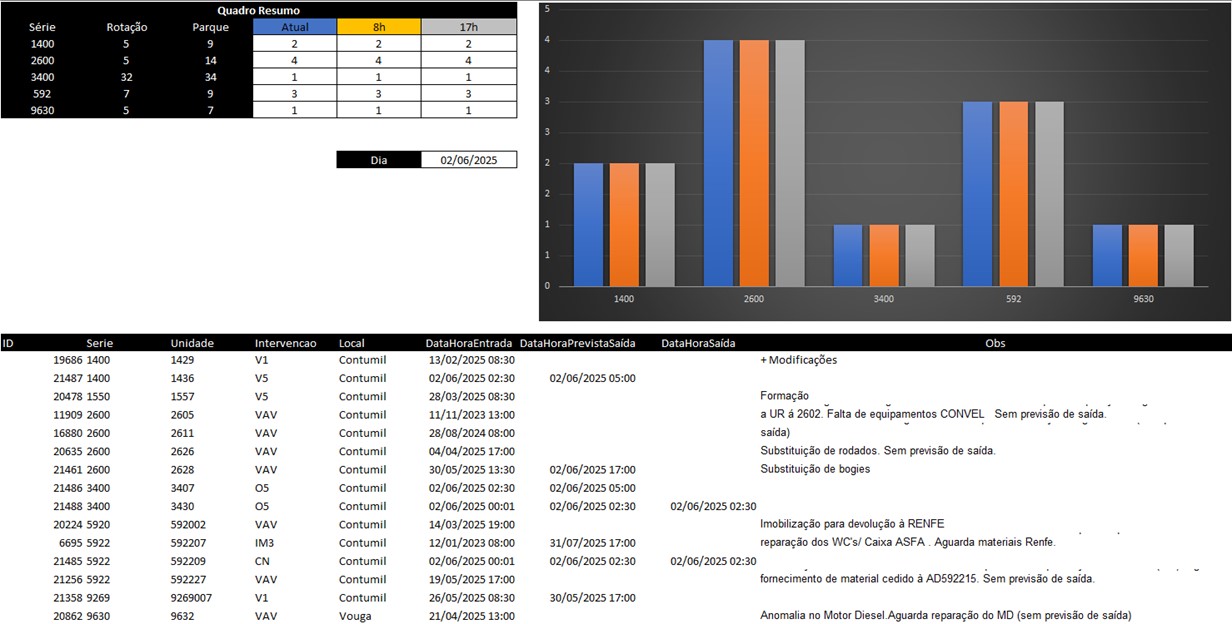 Quadro Resumo
Série Rotação Parque Atual 8h 17h
1400 5 9 2 2 2
2600 5 14 4 4 4
3400 32 34 1 1 1
592 7 9 3 3 3
9630 5 7 1 1 1
Dia 02/06/2025
5
4
4
3
3
2
2
1
1
0
1400 2600 3400 592 9630
ID Serie Unidade Intervencao Local DataHoraEntrada DataHoraPrevistaSaída DataHoraSaída Obs
19686 1400 1429 V1 Contumil 13/02/2025 08:30 + Modificações
21487 1400 1436 V5 Contumil 02/06/2025 02:30 02/06/2025 05:00
20478 1550 1557 V5 Contumil 28/03/2025 08:30 Formação
11909 2600 2605 VAV Contumil 11/11/2023 13:00 a UR á 2602. Falta de equipamentos CONVEL Sem previsão de saída.
16880 2600 2611 VAV Contumil 28/08/2024 08:00 saída)
20635 2600 2626 VAV Contumil 04/04/2025 17:00 Substituição de rodados. Sem previsão de saída.
21461 2600 2628 VAV Contumil 30/05/2025 13:30 02/06/2025 17:00 Substituição de bogies
21486 3400 3407 O5 Contumil 02/06/2025 02:30 02/06/2025 05:00
21488 3400 3430 O5 Contumil 02/06/2025 00:01 02/06/2025 02:30 02/06/2025 02:30
20224 5920 592002 VAV Contumil 14/03/2025 19:00 Imobilização para devolução à RENFE
6695 5922 592207 IM3 Contumil 12/01/2023 08:00 31/07/2025 17:00 reparação dos WC's/ Caixa ASFA . Aguarda materiais Renfe.
21485 5922 592209 CN Contumil 02/06/2025 00:01 02/06/2025 02:30 02/06/2025 02:30
21256 5922 592227 VAV Contumil 19/05/2025 17:00 fornecimento de material cedido à AD592215. Sem previsão de saída.
21358 9269 9269007 V1 Contumil 26/05/2025 08:30 30/05/2025 17:00
20862 9630 9632 VAV Vouga 21/04/2025 13:00 Anomalia no Motor Diesel.Aguarda reparação do MD (sem previsão de saída)